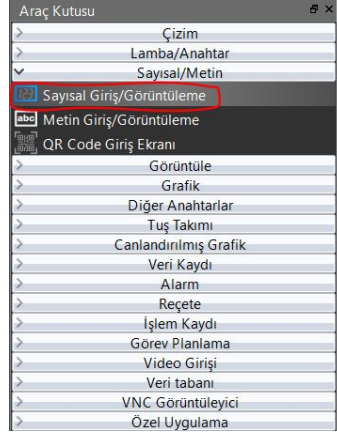 Araç Kutusu
Çizim
Lamba/Anahtar
Sayısal/Metin
123 Sayısal Giriş/Görüntüleme
abc Metin Giriş/Görüntüleme
QR Code Giriş Ekranı
Görüntüle
Grafik
Diğer Anahtarlar
Tuş Takımı
Canlandırılmış Grafik
Veri Kaydı
Alarm
Reçete
İşlem Kaydı
Görev Planlama
Video Girişi
Veri tabanı
VNC Görüntüleyici
Özel Uygulama